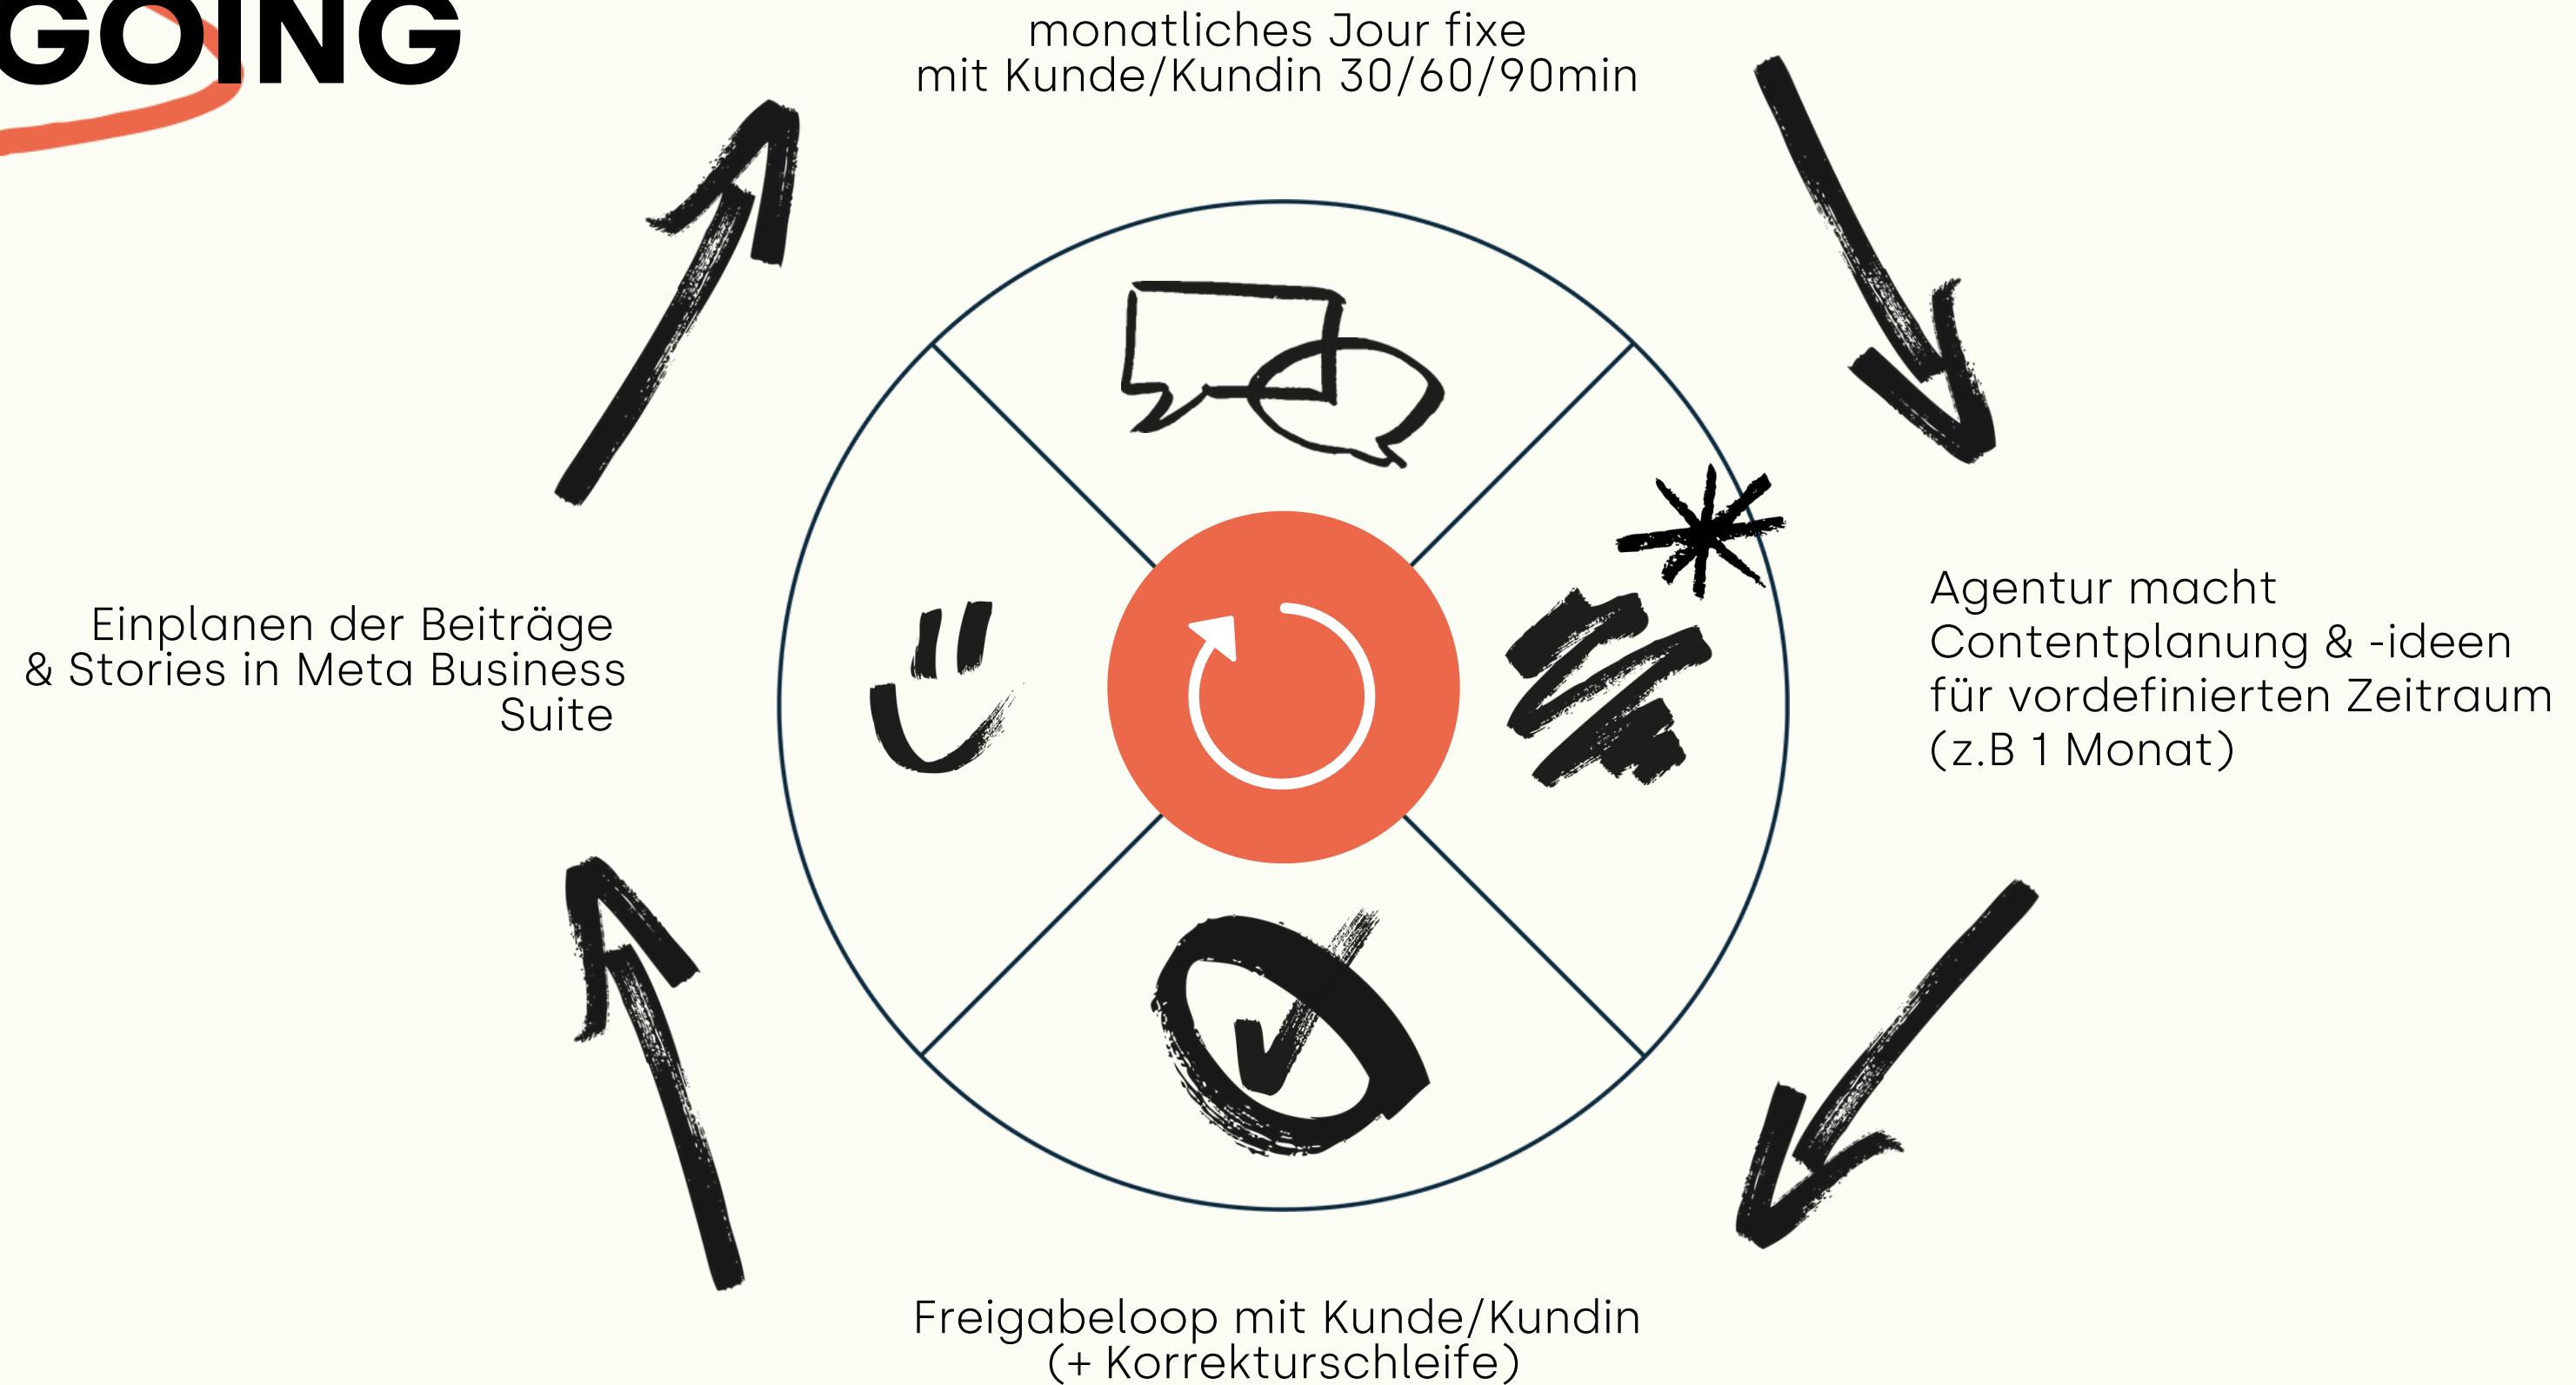 GOING
monatliches Jour fixe
mit Kunde/Kundin 30/60/90min
Agentur macht
Contentplanung & -ideen
für vordefinierten Zeitraum
(z.B 1 Monat)
Freigabeloop mit Kunde/Kundin
(+ Korrekturschleife)
Einplanen der Beiträge
& Stories in Meta Business
Suite